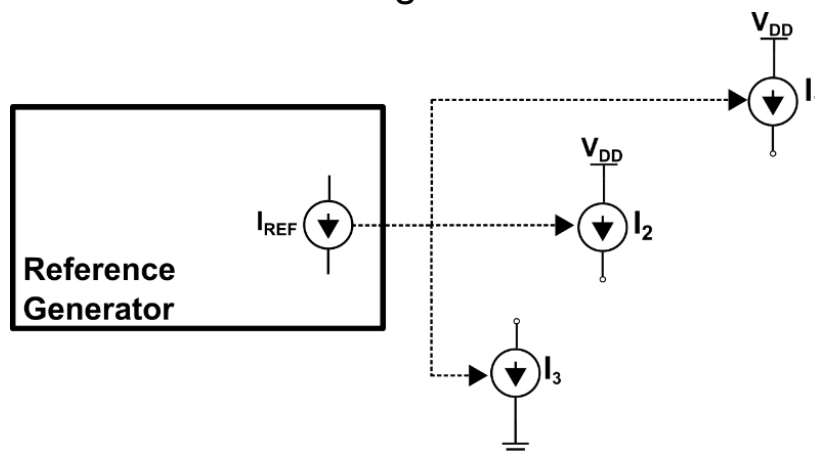 V_DD
V_DD
I_REF
I_2
Reference
Generator
I_3